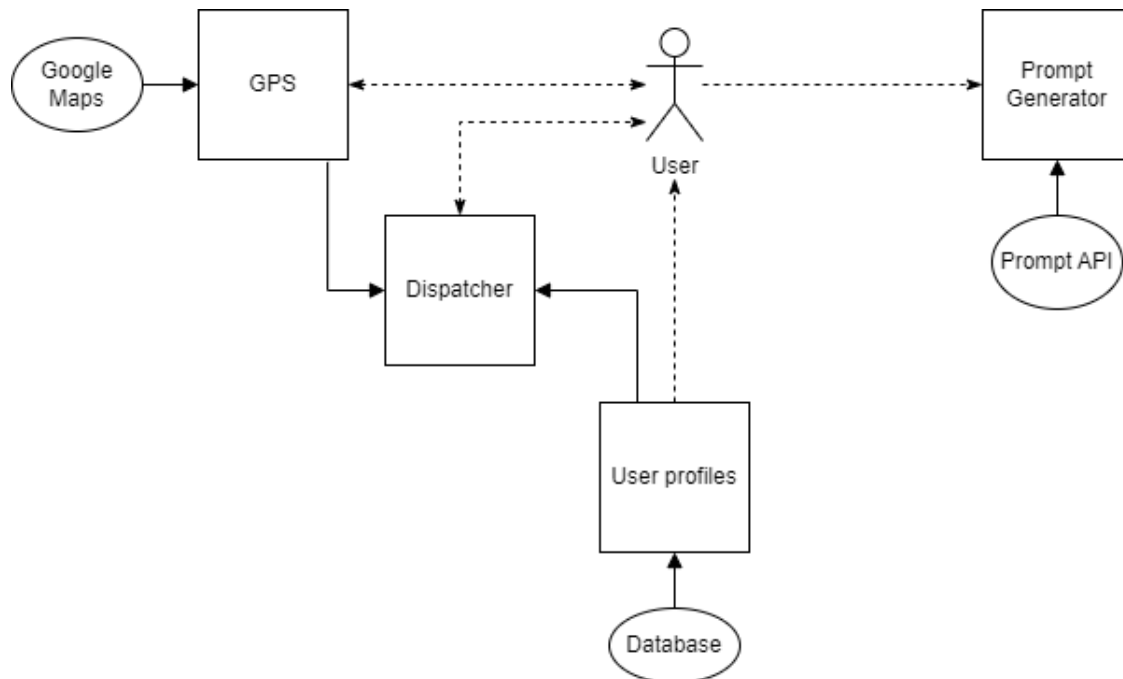 Google
Maps
GPS
User
Prompt
Generator
Prompt API
Dispatcher
User profiles
Database